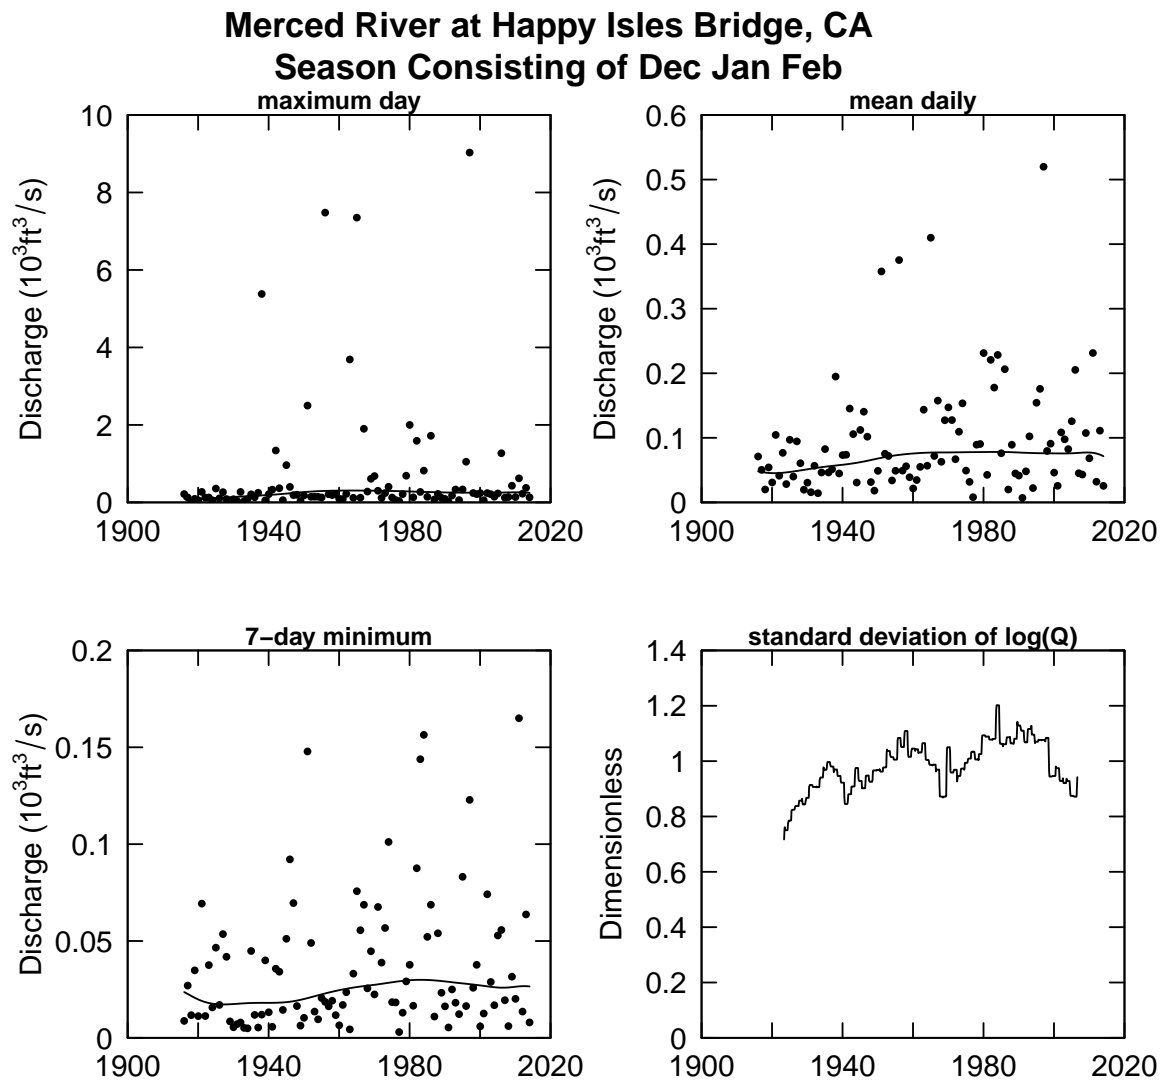 Merced River at Happy Isles Bridge, CA
Season Consisting of Dec Jan Feb
maximum day
Discharge (10³ft³/s)
10
8
6
4
2
0
1900 1940 1980 2020
mean daily
Discharge (10³ft³/s)
0.6
0.5
0.4
0.3
0.2
0.1
0
1900 1940 1980 2020
7−day minimum
Discharge (10³ft³/s)
0.2
0.15
0.1
0.05
0
1900 1940 1980 2020
standard deviation of log(Q)
Dimensionless
1.4
1.2
1
0.8
0.6
0.4
0.2
0
1900 1940 1980 2020